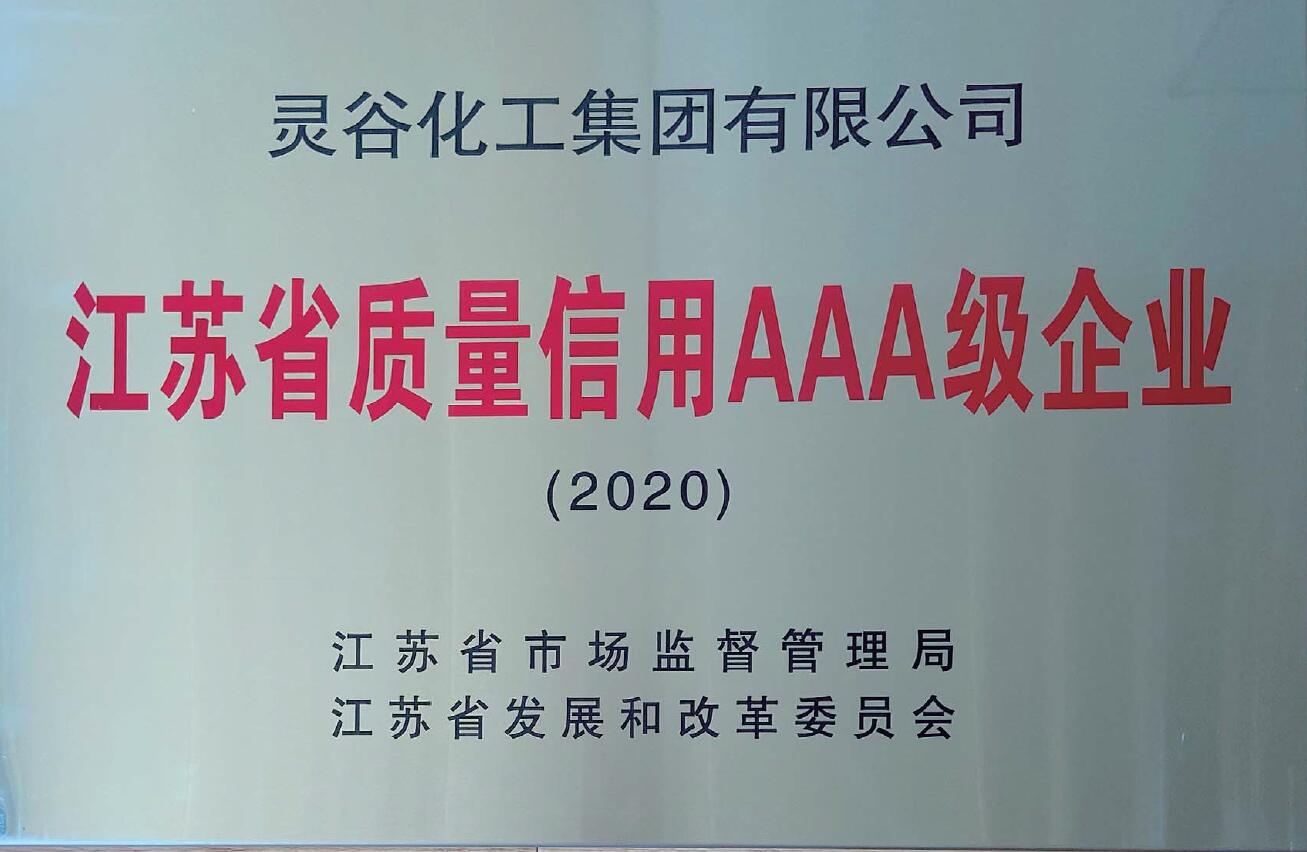 灵谷化工集团有限公司
江苏省质量信用AAA级企业
(2020)
江苏省市场监督管理局
江苏省发展和改革委员会